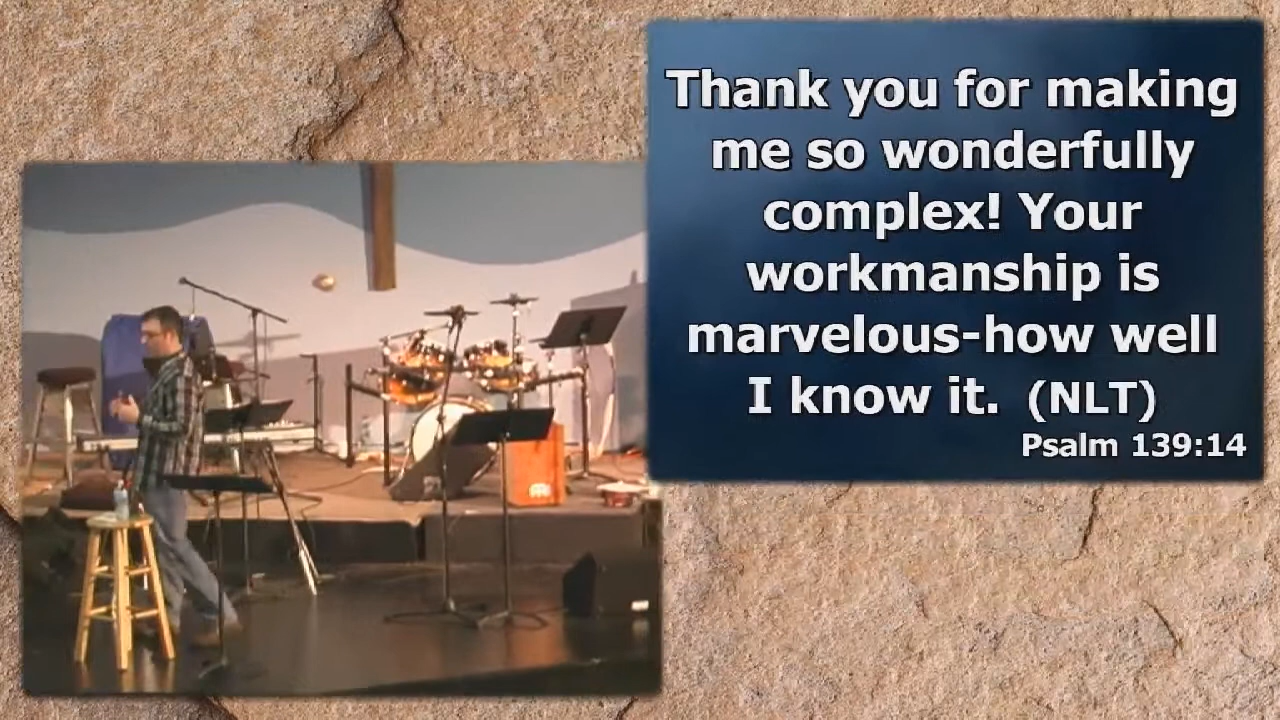 Thank you for making
me so wonderfully
complex! Your
workmanship is
marvelous-how well
I know it. (NLT)
Psalm 139:14